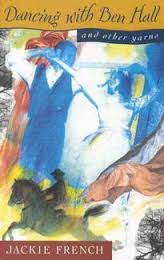 Dancing with Ben Hall
and other yarns
JACKIE FRENCH